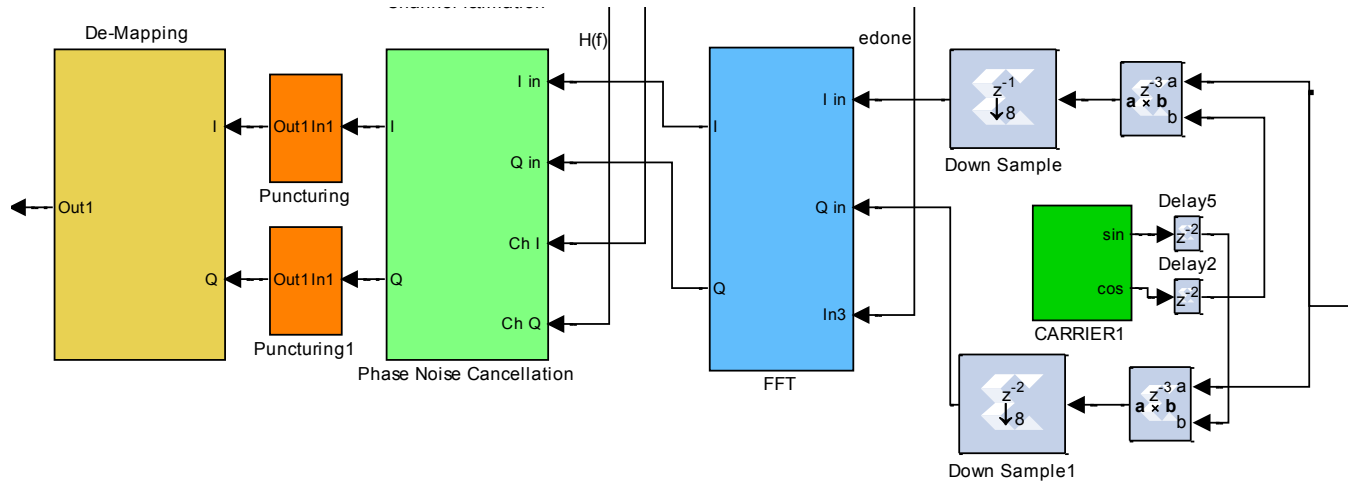 De-Mapping
I
Q
Out1
Out1 In1
Puncturing
Out1 In1
Puncturing1
H(f)
I in
Q in
Ch I
Ch Q
I
Q
Phase Noise Cancellation
edone
I in
Q in
In3
I
Q
FFT
z-1
↓8
Down Sample
z-3
a × b
a
b
CARRIER1
sin
cos
Delay5
z-2
Delay2
z-2
z-2
↓8
Down Sample1
z-3
a × b
a
b